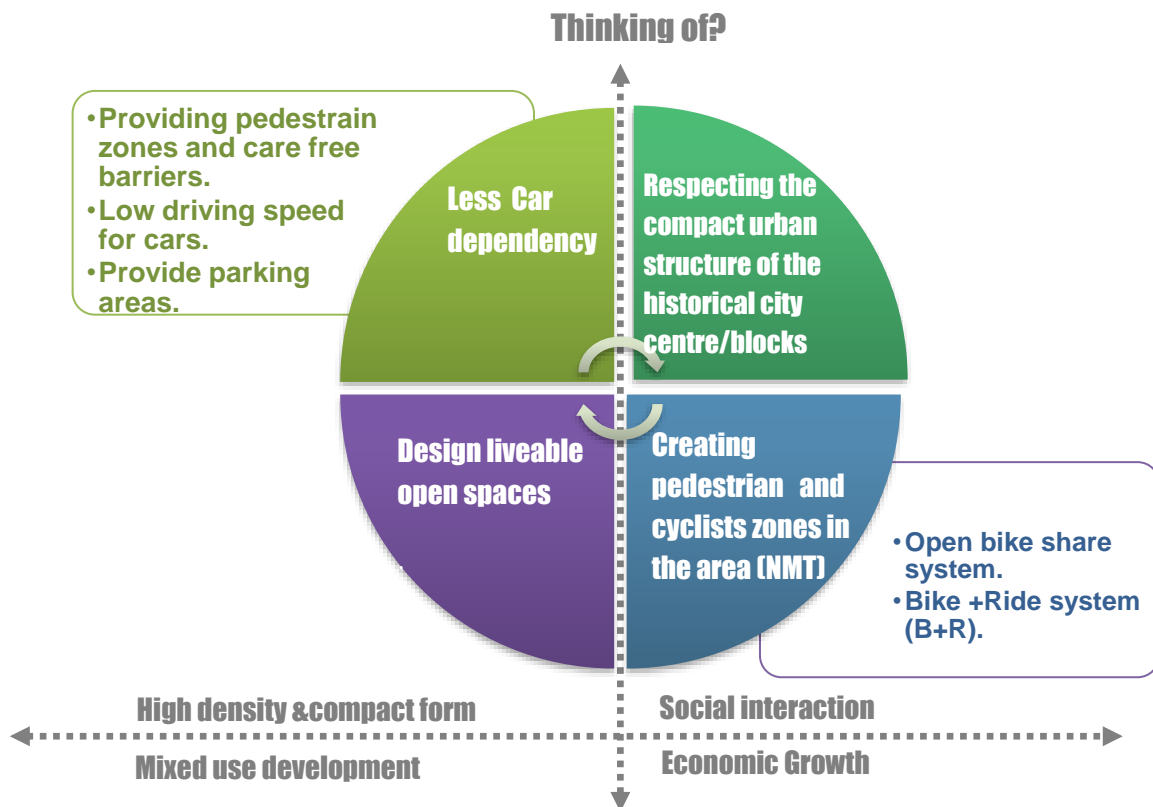 Thinking of?
•Providing pedestrain
zones and care free
barriers.
•Low driving speed
for cars.
•Provide parking
areas.
Less Car
dependency
Respecting the
compact urban
structure of the
historical city
centre/blocks
Design liveable
open spaces
.
Creating
pedestrian and
cyclists zones in
the area (NMT)
•Open bike share
system.
•Bike +Ride system
(B+R).
High density &compact form
Social interaction
Mixed use development
Economic Growth